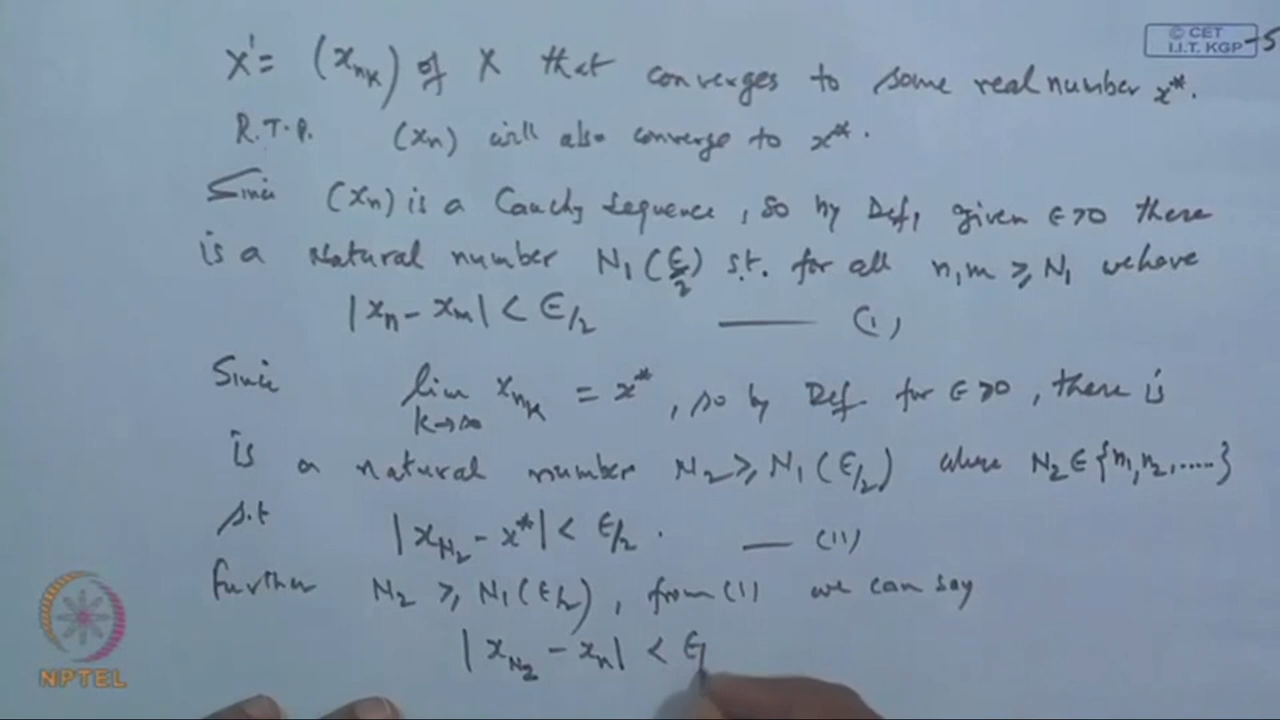 © CET
I.I.T. KGP
X' = (x_{n_k}) of X that converges to some real number x*.
R.T.P. (x_n) will also converge to x*.
Since (x_n) is a Cauchy sequence, so by Def, given ε>0 there
is a Natural number N_1(ε/2) s.t. for all n,m ≥ N_1 we have
|x_n - x_m| < ε/2 —— (1)
Since lim_{k→∞} x_{n_k} = x*, so by Def. for ε>0, there is
is a natural number N_2 ≥ N_1(ε/2) where N_2 ∈ {n_1, n_2, .....}
s.t |x_{N_2} - x*| < ε/2. — (11)
Further N_2 ≥ N_1(ε/2), from (1) we can say
|x_{N_2} - x_n| < ε
NPTEL